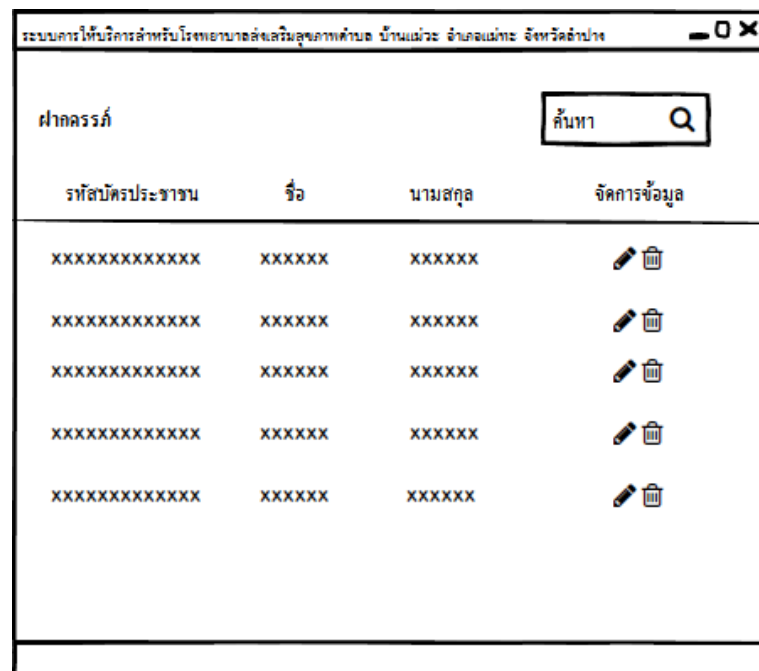 ระบบการให้บริการสำหรับโรงพยาบาลส่งเสริมสุขภาพตำบล บ้านแม่วะ อำเภอแม่ทะ จังหวัดลำปาง
ฝากครรภ์ ค้นหา
รหัสบัตรประชาชน ชื่อ นามสกุล จัดการข้อมูล
xxxxxxxxxxxxx xxxxxx xxxxxx
xxxxxxxxxxxxx xxxxxx xxxxxx
xxxxxxxxxxxxx xxxxxx xxxxxx
xxxxxxxxxxxxx xxxxxx xxxxxx
xxxxxxxxxxxxx xxxxxx xxxxxx